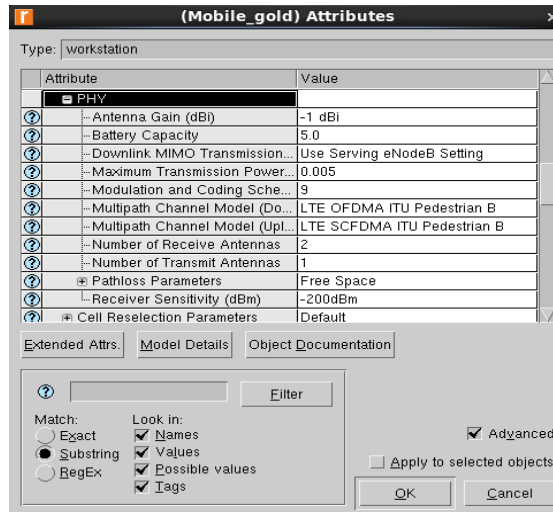 (Mobile_gold) Attributes
Type: workstation
Attribute Value
PHY
Antenna Gain (dBi) -1 dBi
Battery Capacity 5.0
Downlink MIMO Transmission... Use Serving eNodeB Setting
Maximum Transmission Power... 0.005
Modulation and Coding Sche... 9
Multipath Channel Model (Do... LTE OFDMA ITU Pedestrian B
Multipath Channel Model (Upl... LTE SCFDMA ITU Pedestrian B
Number of Receive Antennas 2
Number of Transmit Antennas 1
Pathloss Parameters Free Space
Receiver Sensitivity (dBm) -200dBm
Cell Reselection Parameters Default
Extended Attrs. Model Details Object Documentation
Filter
Match: Look in:
Exact Names
Substring Values
RegEx Possible values
Tags
Advanced
Apply to selected objects
OK Cancel